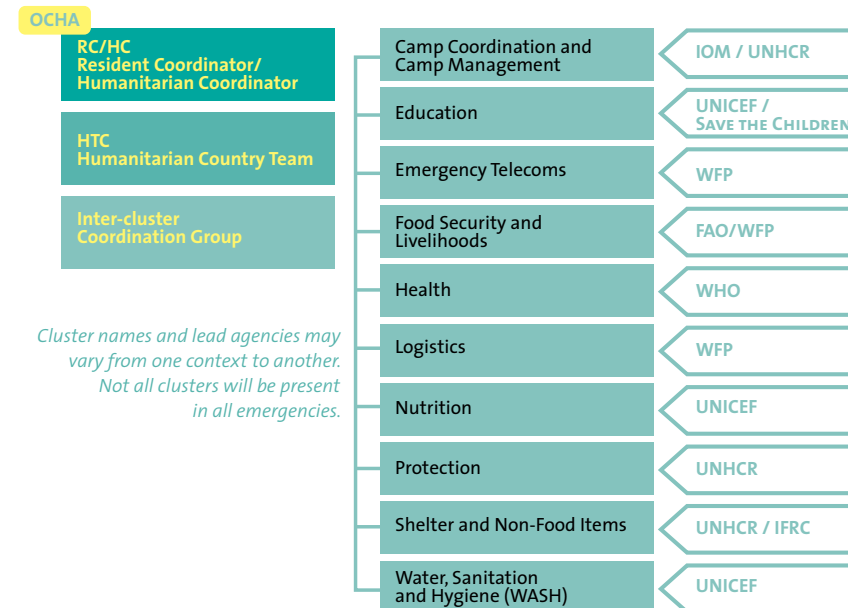 OCHA
RC/HC
Resident Coordinator/
Humanitarian Coordinator
HTC
Humanitarian Country Team
Inter-cluster
Coordination Group
Cluster names and lead agencies may
vary from one context to another.
Not all clusters will be present
in all emergencies.
Camp Coordination and
Camp Management
IOM / UNHCR
Education
UNICEF /
Save the Children
Emergency Telecoms
WFP
Food Security and
Livelihoods
FAO/WFP
Health
WHO
Logistics
WFP
Nutrition
UNICEF
Protection
UNHCR
Shelter and Non-Food Items
UNHCR / IFRC
Water, Sanitation
and Hygiene (WASH)
UNICEF